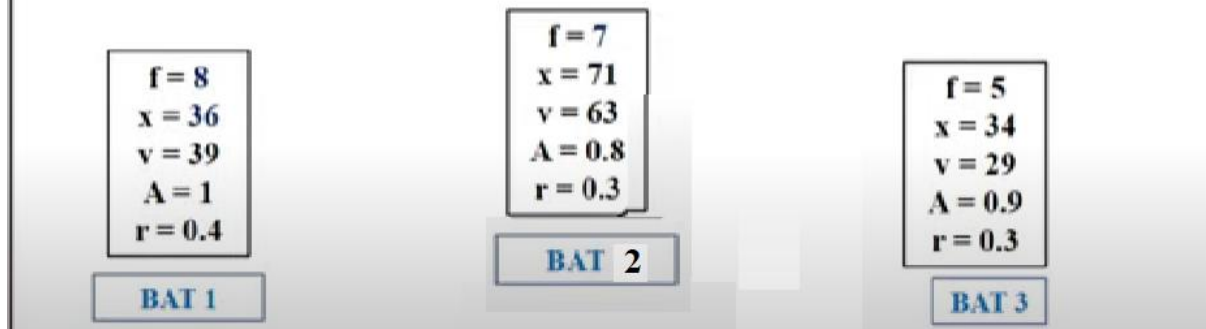 f = 8
x = 36
v = 39
A = 1
r = 0.4
BAT 1
f = 7
x = 71
v = 63
A = 0.8
r = 0.3
BAT 2
f = 5
x = 34
v = 29
A = 0.9
r = 0.3
BAT 3